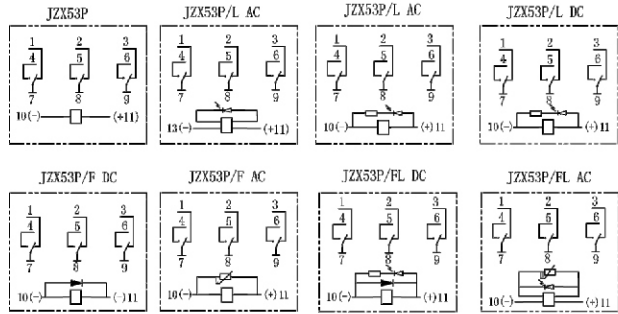 JZX53P JZX53P/L AC JZX53P/L AC JZX53P/L DC
1 2 3 1 2 3 1 2 3 1 2 3
4 5 6 4 5 6 4 5 6 4 5 6
7 8 9 7 8 9 7 8 9 7 8 9
10(-) (+11) 13(-) (+11) 10(-) (+)11 10(-) (+)11
JZX53P/F DC JZX53P/F AC JZX53P/FL DC JZX53P/FL AC
1 2 3 1 2 3 1 2 3 1 2 3
4 5 6 4 5 6 4 5 6 4 5 6
7 8 9 7 8 9 7 8 9 7 8 9
10(-) (-)11 10(-) (+)11 10(-) (+)11 10(-) (+)11